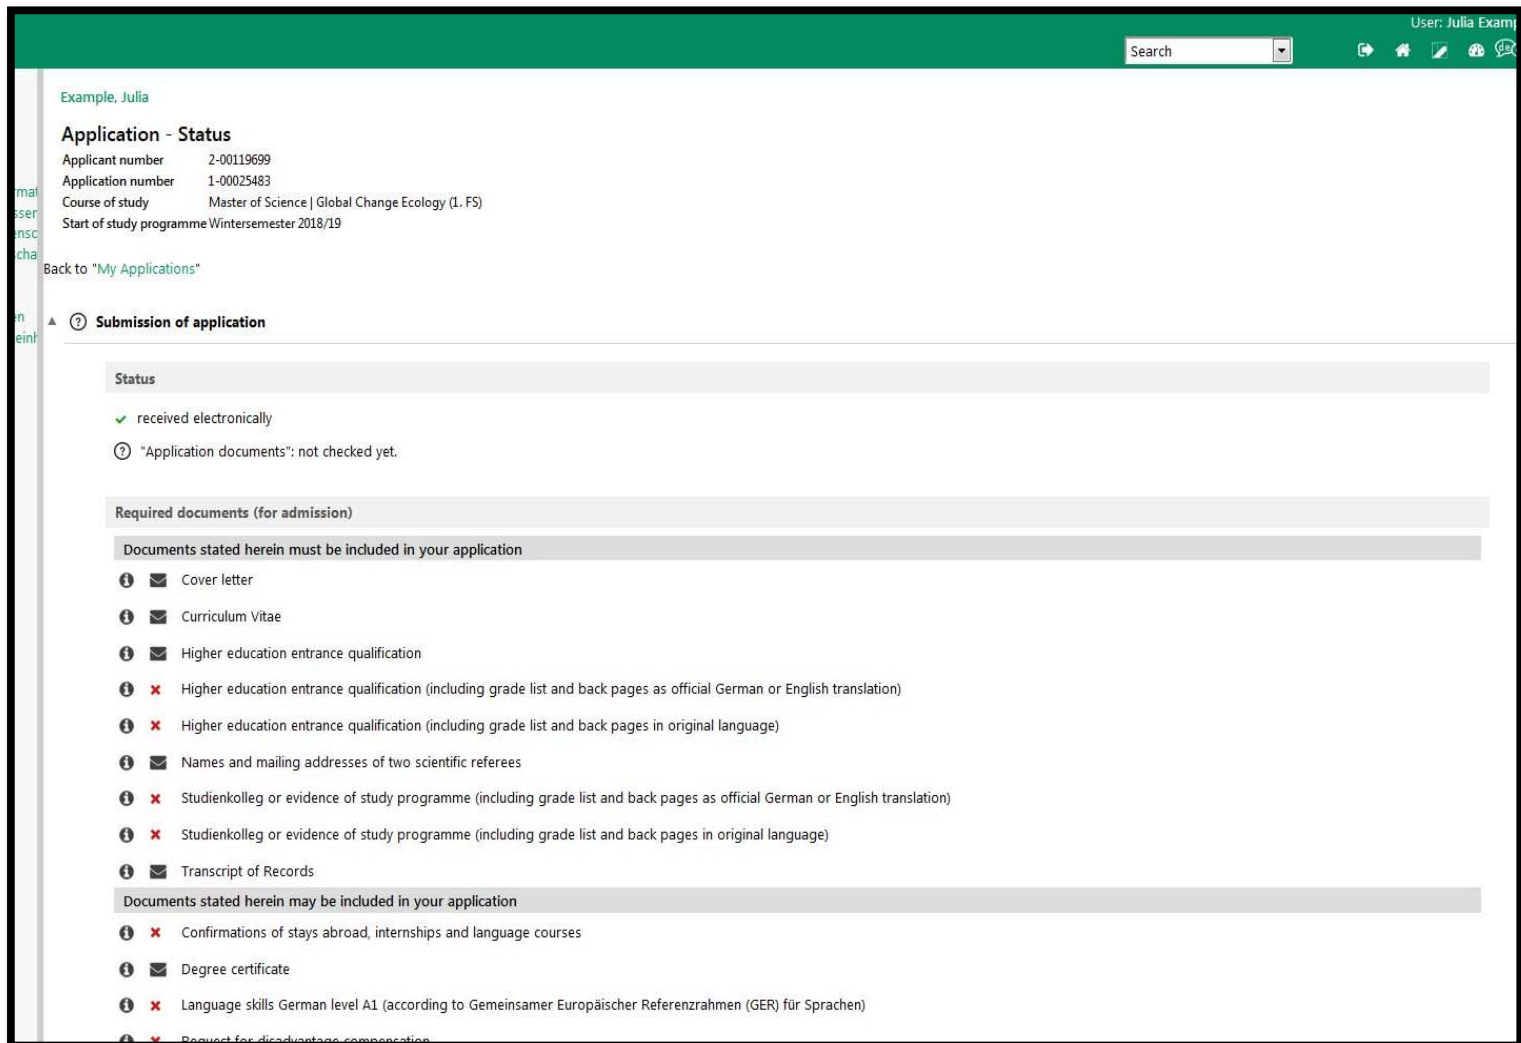 User: Julia Examp
Search
de
Example, Julia
Application - Status
Applicant number 2-00119699
Application number 1-00025483
Course of study Master of Science | Global Change Ecology (1. FS)
Start of study programme Wintersemester 2018/19
Back to "My Applications"
Submission of application
Status
received electronically
"Application documents": not checked yet.
Required documents (for admission)
Documents stated herein must be included in your application
Cover letter
Curriculum Vitae
Higher education entrance qualification
Higher education entrance qualification (including grade list and back pages as official German or English translation)
Higher education entrance qualification (including grade list and back pages in original language)
Names and mailing addresses of two scientific referees
Studienkolleg or evidence of study programme (including grade list and back pages as official German or English translation)
Studienkolleg or evidence of study programme (including grade list and back pages in original language)
Transcript of Records
Documents stated herein may be included in your application
Confirmations of stays abroad, internships and language courses
Degree certificate
Language skills German level A1 (according to Gemeinsamer Europäischer Referenzrahmen (GER) für Sprachen)
Request for disadvantage compensation